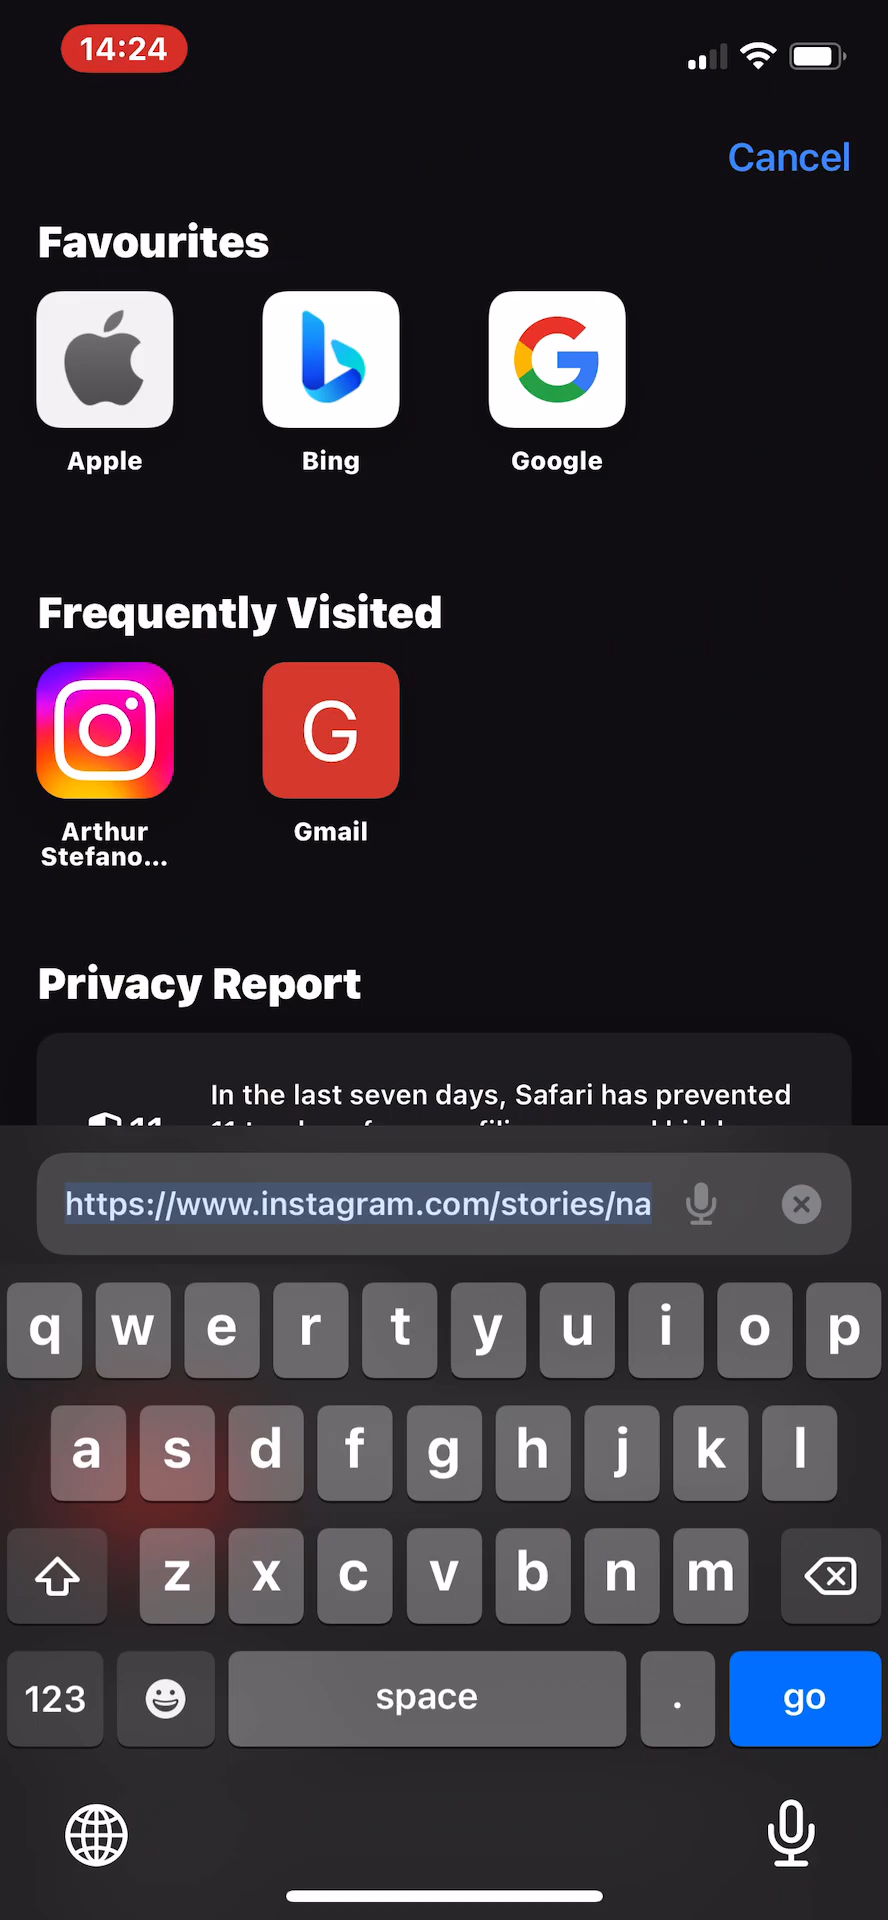 14:24
Cancel
Favourites
Apple
Bing
Google
Frequently Visited
Arthur
Stefano...
G
Gmail
Privacy Report
In the last seven days, Safari has prevented
11
https://www.instagram.com/stories/na
q w e r t y u i o p
a s d f g h j k l
z x c v b n m
123 space . go